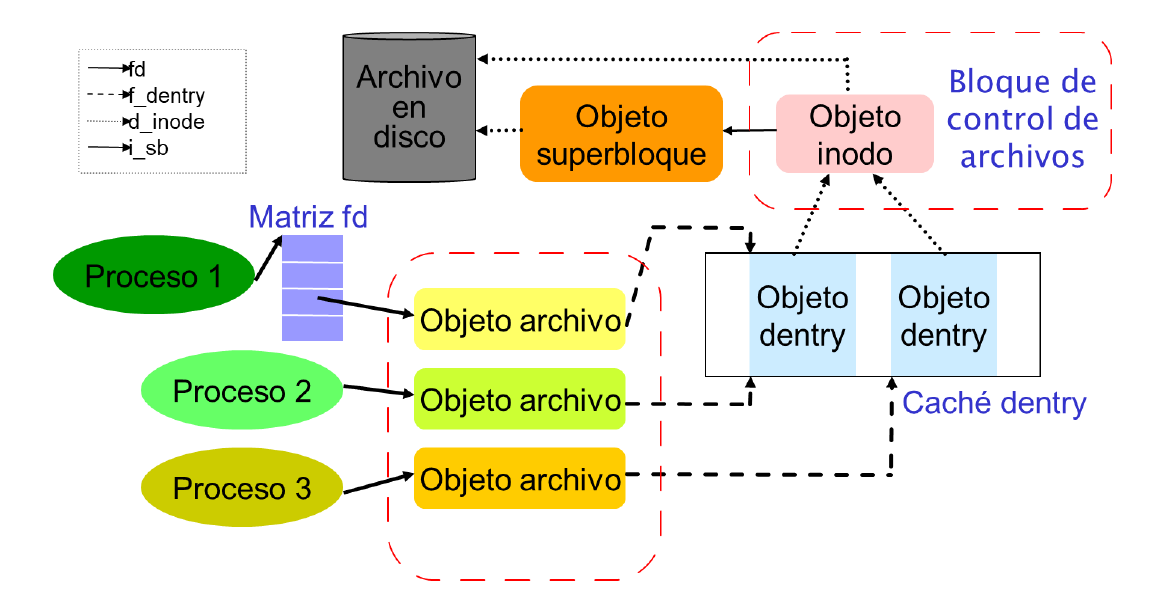 fd
f_dentry
d_inode
i_sb
Archivo
en
disco
Objeto
superbloque
Objeto
inodo
Bloque de
control de
archivos
Matriz fd
Proceso 1
Objeto archivo
Objeto
dentry
Objeto
dentry
Proceso 2
Objeto archivo
Caché dentry
Proceso 3
Objeto archivo